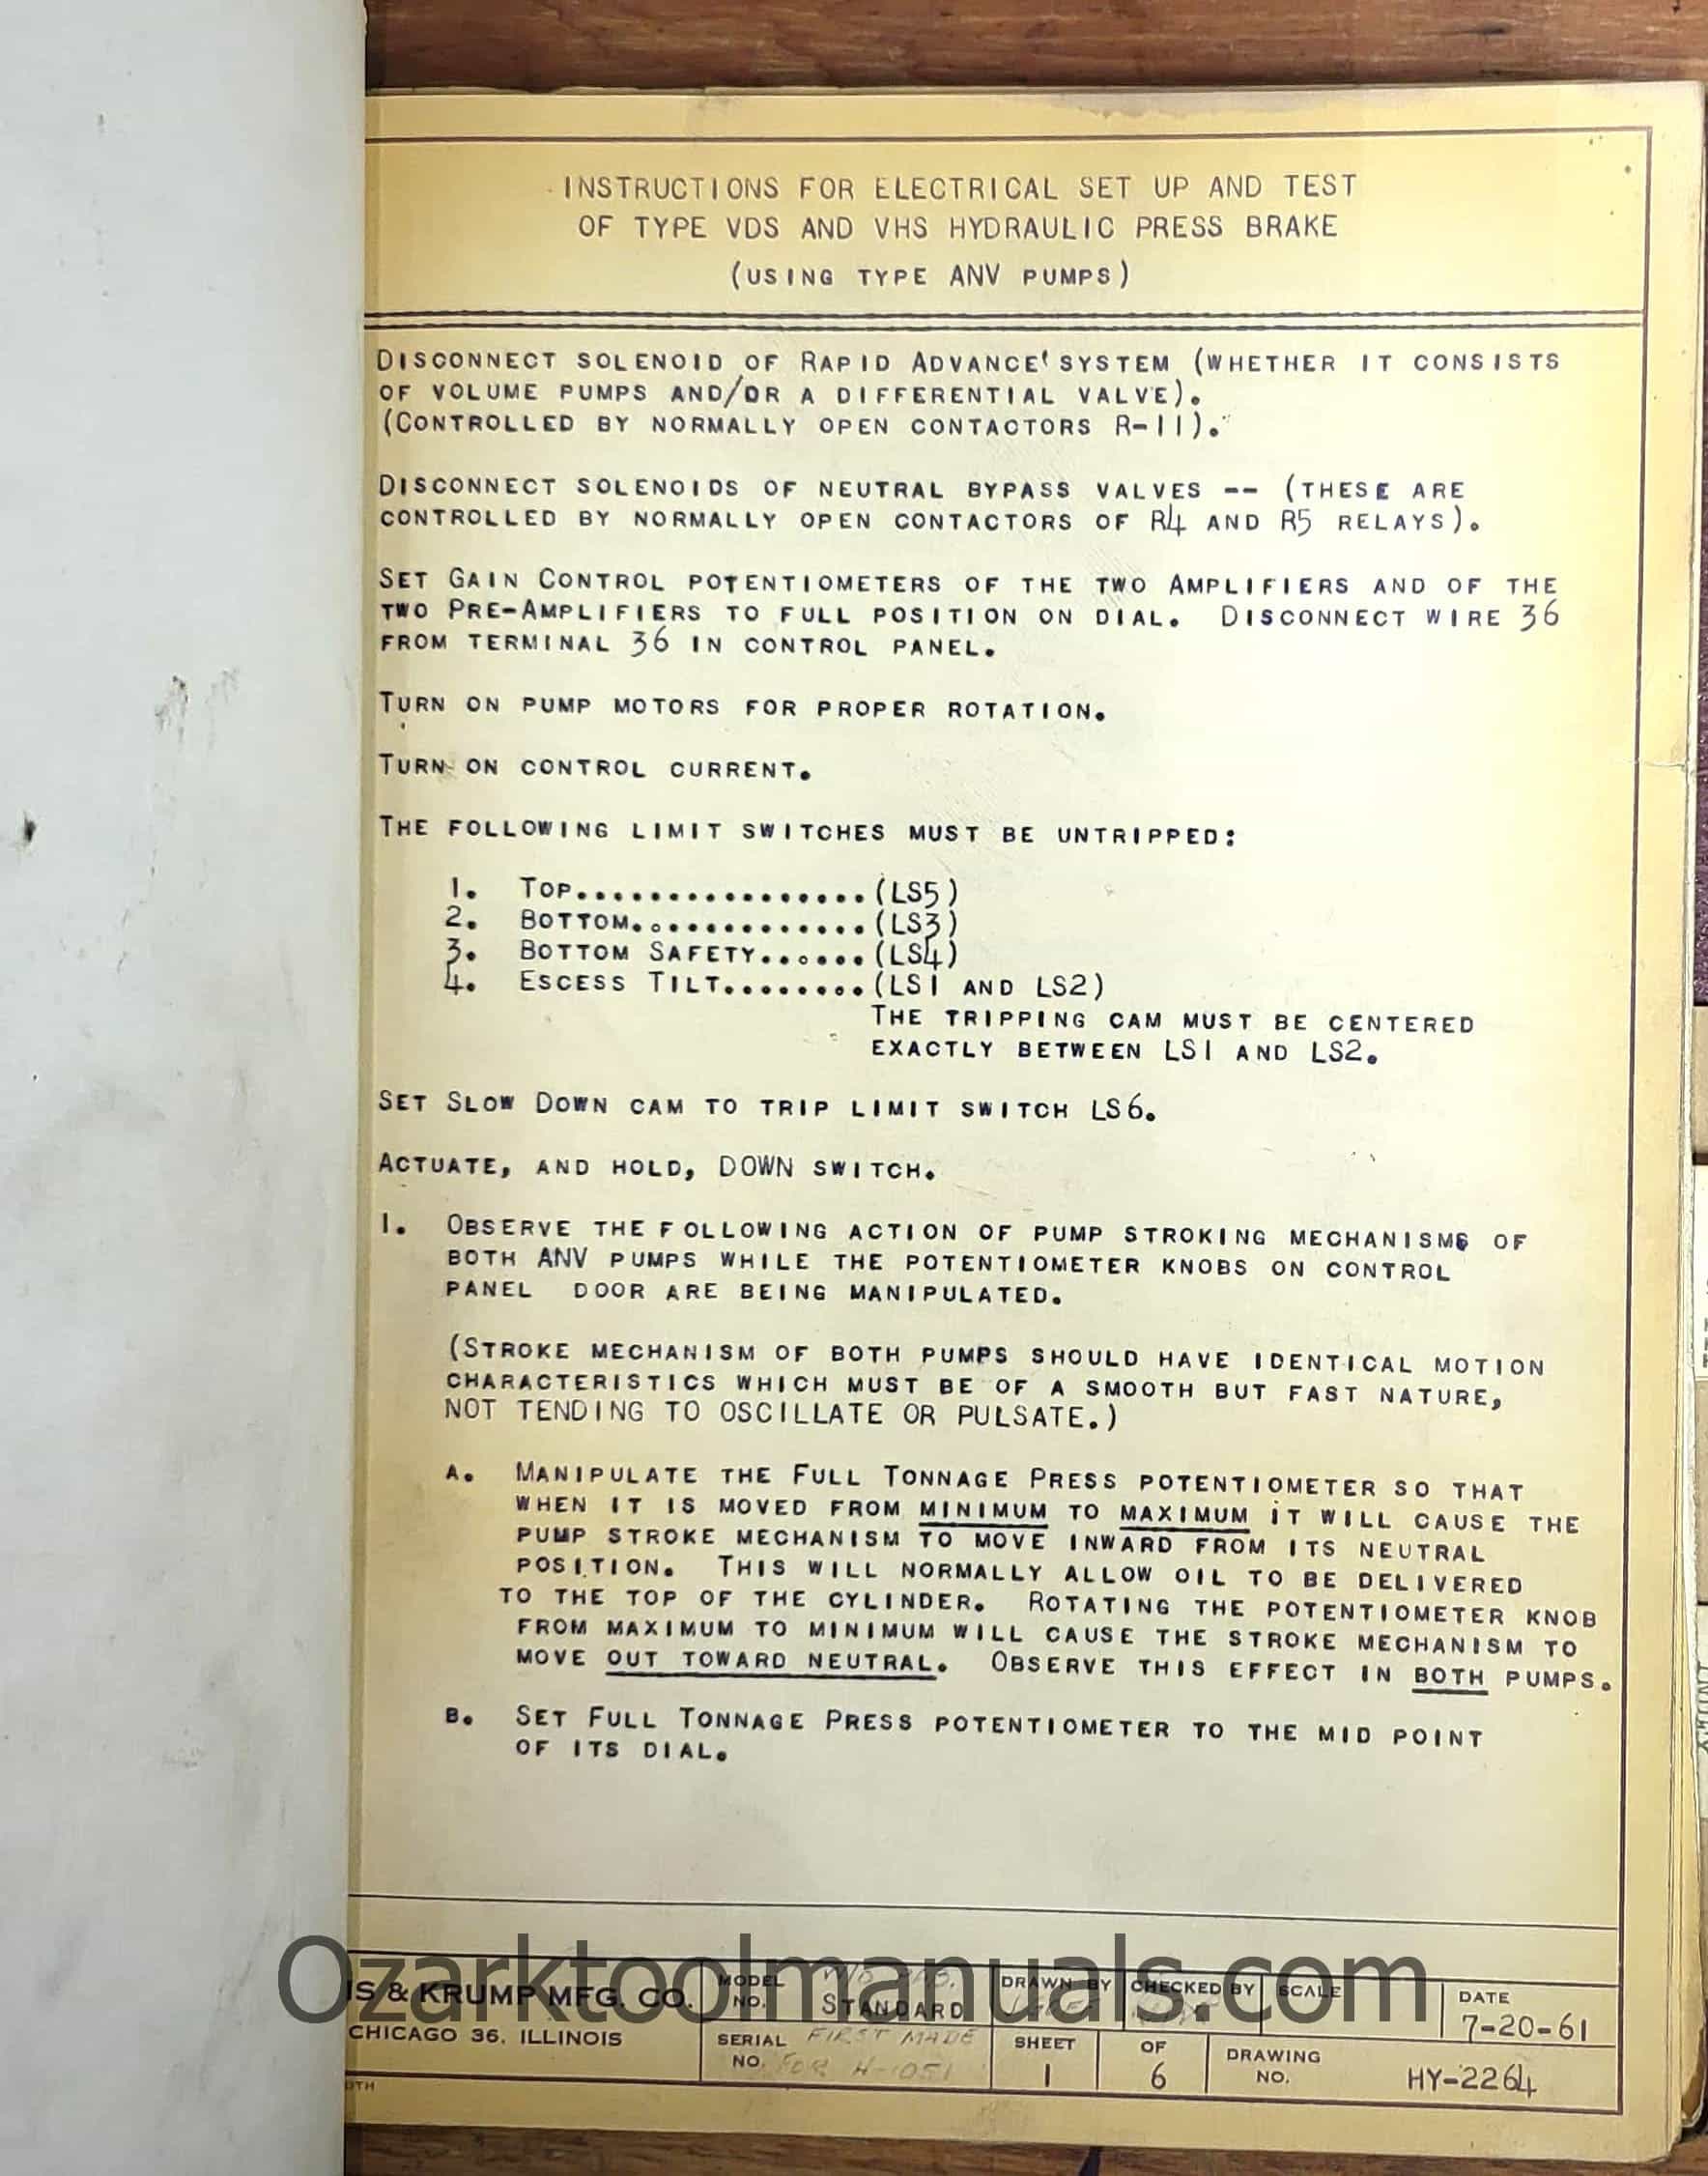 INSTRUCTIONS FOR ELECTRICAL SET UP AND TEST
OF TYPE VDS AND VHS HYDRAULIC PRESS BRAKE
(USING TYPE ANV PUMPS)
DISCONNECT SOLENOID OF RAPID ADVANCE' SYSTEM (WHETHER IT CONSISTS
OF VOLUME PUMPS AND/OR A DIFFERENTIAL VALVE).
(CONTROLLED BY NORMALLY OPEN CONTACTORS R-11).
DISCONNECT SOLENOIDS OF NEUTRAL BYPASS VALVES -- (THESE ARE
CONTROLLED BY NORMALLY OPEN CONTACTORS OF R4 AND R5 RELAYS).
SET GAIN CONTROL POTENTIOMETERS OF THE TWO AMPLIFIERS AND OF THE
TWO PRE-AMPLIFIERS TO FULL POSITION ON DIAL. DISCONNECT WIRE 36
FROM TERMINAL 36 IN CONTROL PANEL.
TURN ON PUMP MOTORS FOR PROPER ROTATION.
TURN ON CONTROL CURRENT.
THE FOLLOWING LIMIT SWITCHES MUST BE UNTRIPPED:
1. TOP................(LS5)
2. BOTTOM.............(LS3)
3. BOTTOM SAFETY......(LS4)
4. ESCESS TILT........(LS1 AND LS2)
THE TRIPPING CAM MUST BE CENTERED
EXACTLY BETWEEN LS1 AND LS2.
SET SLOW DOWN CAM TO TRIP LIMIT SWITCH LS6.
ACTUATE, AND HOLD, DOWN SWITCH.
1. OBSERVE THE FOLLOWING ACTION OF PUMP STROKING MECHANISMS OF
BOTH ANV PUMPS WHILE THE POTENTIOMETER KNOBS ON CONTROL
PANEL DOOR ARE BEING MANIPULATED.
(STROKE MECHANISM OF BOTH PUMPS SHOULD HAVE IDENTICAL MOTION
CHARACTERISTICS WHICH MUST BE OF A SMOOTH BUT FAST NATURE,
NOT TENDING TO OSCILLATE OR PULSATE.)
A. MANIPULATE THE FULL TONNAGE PRESS POTENTIOMETER SO THAT
WHEN IT IS MOVED FROM MINIMUM TO MAXIMUM IT WILL CAUSE THE
PUMP STROKE MECHANISM TO MOVE INWARD FROM ITS NEUTRAL
POSITION. THIS WILL NORMALLY ALLOW OIL TO BE DELIVERED
TO THE TOP OF THE CYLINDER. ROTATING THE POTENTIOMETER KNOB
FROM MAXIMUM TO MINIMUM WILL CAUSE THE STROKE MECHANISM TO
MOVE OUT TOWARD NEUTRAL. OBSERVE THIS EFFECT IN BOTH PUMPS.
B. SET FULL TONNAGE PRESS POTENTIOMETER TO THE MID POINT
OF ITS DIAL.
Ozarktoolmanuals.com
IS & KRUMP MFG. CO.
CHICAGO 36, ILLINOIS
MODEL NO. STANDARD
SERIAL NO. FIRST MADE
FOR H-1051
DRAWN BY
CHECKED BY
SCALE
DATE
7-20-61
SHEET 1 OF 6
DRAWING NO. HY-2264